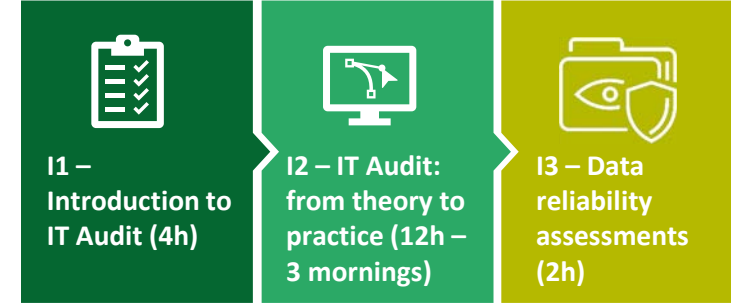 I1 –
Introduction to
IT Audit (4h)
I2 – IT Audit:
from theory to
practice (12h –
3 mornings)
I3 – Data
reliability
assessments
(2h)